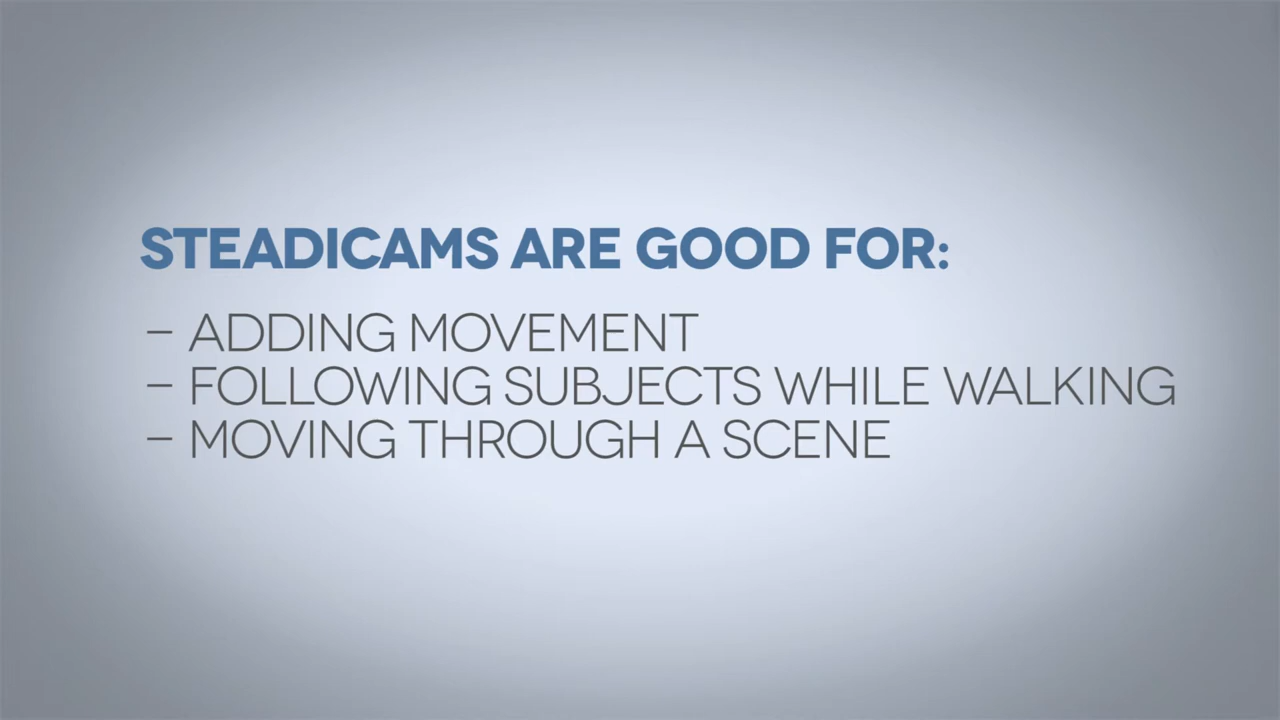 STEADICAMS ARE GOOD FOR:
– ADDING MOVEMENT
– FOLLOWING SUBJECTS WHILE WALKING
– MOVING THROUGH A SCENE